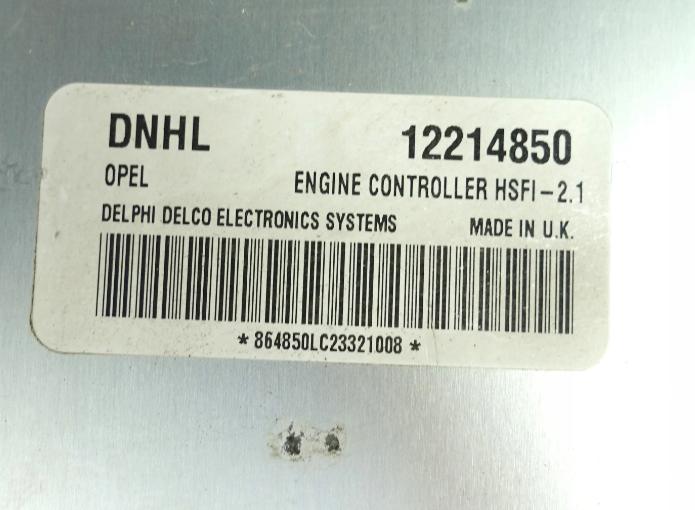 DNHL 12214850
OPEL ENGINE CONTROLLER HSFI-2.1
DELPHI DELCO ELECTRONICS SYSTEMS MADE IN U.K.
*864850LC23321008*